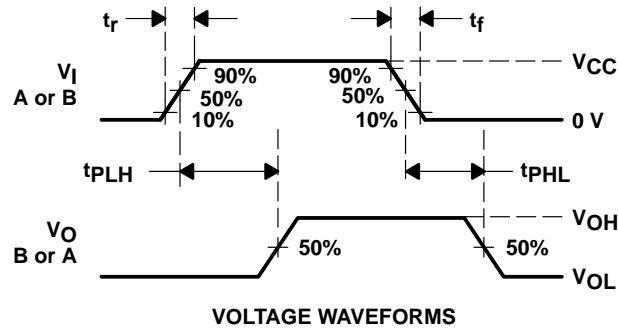 tr
tf
VI
A or B
90%
50%
10%
90%
50%
10%
VCC
0 V
tPLH
tPHL
VO
B or A
50%
50%
VOH
VOL
VOLTAGE WAVEFORMS